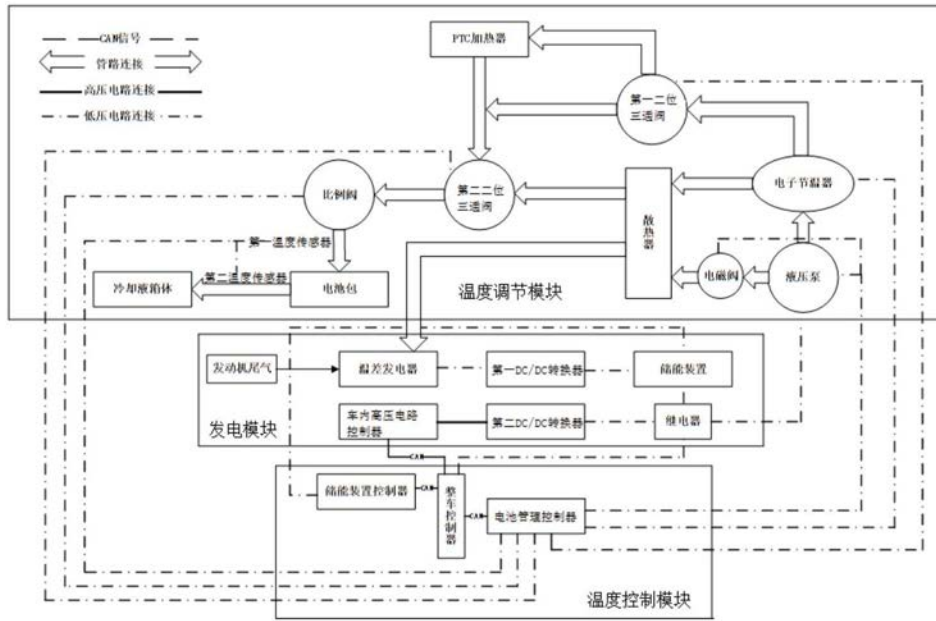 CAN信号
管路连接
高压电路连接
低压电路连接
PTC加热器
第一二位
三通阀
电子节温器
比例阀
第二二位
三通阀
散热器
电磁阀
液压泵
第一温度传感器
第二温度传感器
冷却液箱体
电池包
温度调节模块
发动机尾气
温差发电器
第一DC/DC转换器
储能装置
车内高压电路
控制器
第二DC/DC转换器
继电器
发电模块
CAN
储能装置控制器
CAN
整车控制器
CAN
电池管理控制器
温度控制模块